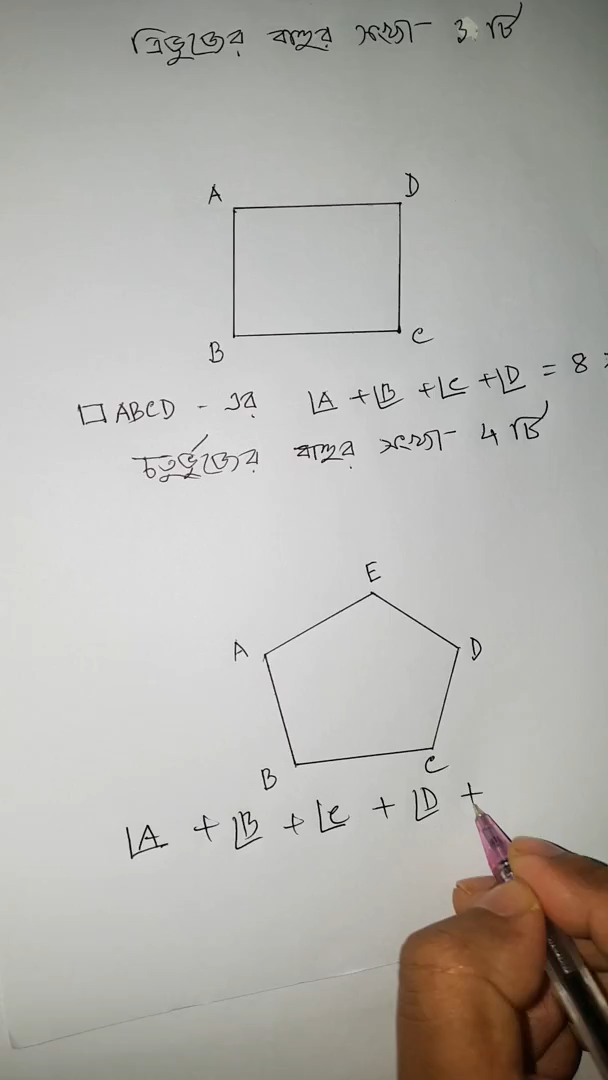 ত্রিভুজের বাহুর সংখ্যা- 3 টি
A D
B C
□ ABCD - এর ∠A + ∠B + ∠C + ∠D = 8
চতুর্ভুজের বাহুর সংখ্যা- 4 টি
E
A D
B C
∠A + ∠B + ∠C + ∠D +